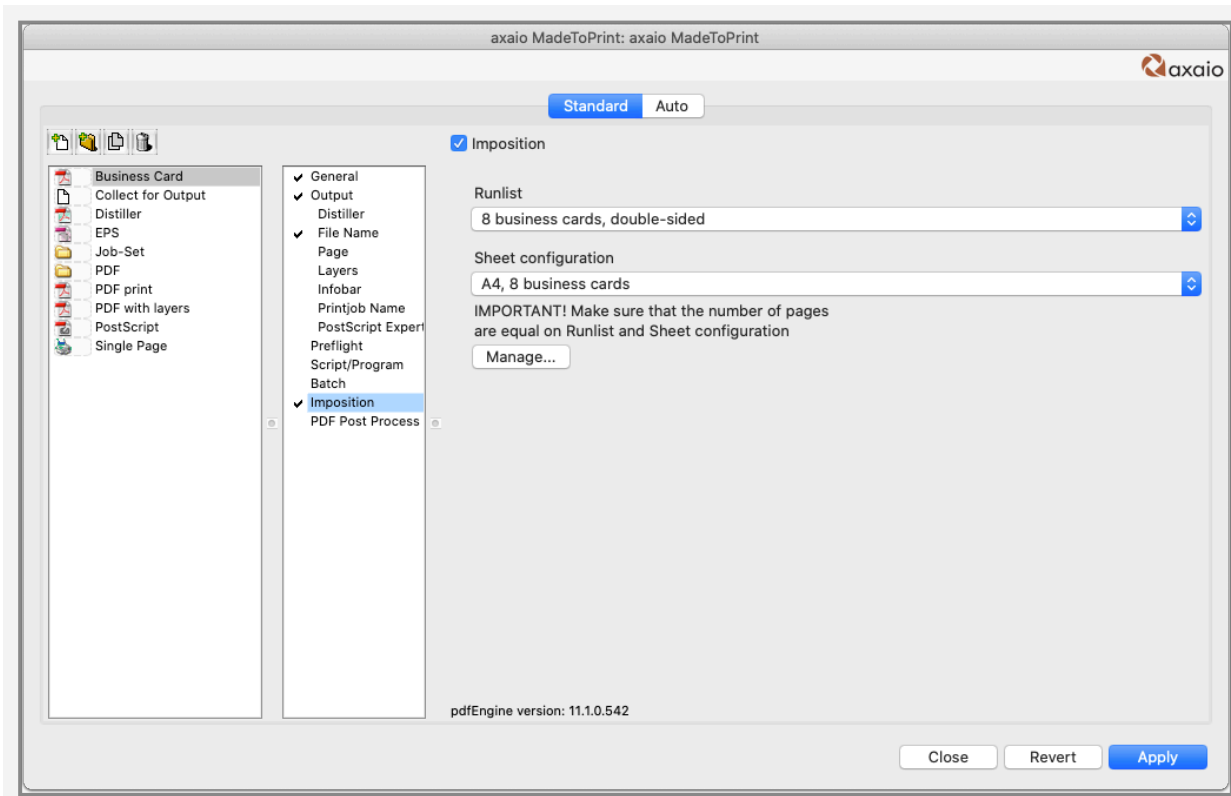 axaio MadeToPrint: axaio MadeToPrint
axaio
Standard Auto
Business Card
Collect for Output
Distiller
EPS
Job-Set
PDF
PDF print
PDF with layers
PostScript
Single Page
General
Output
Distiller
File Name
Page
Layers
Infobar
Printjob Name
PostScript Expert
Preflight
Script/Program
Batch
Imposition
PDF Post Process
Imposition
Runlist
8 business cards, double-sided
Sheet configuration
A4, 8 business cards
IMPORTANT! Make sure that the number of pages
are equal on Runlist and Sheet configuration
Manage...
pdfEngine version: 11.1.0.542
Close Revert Apply